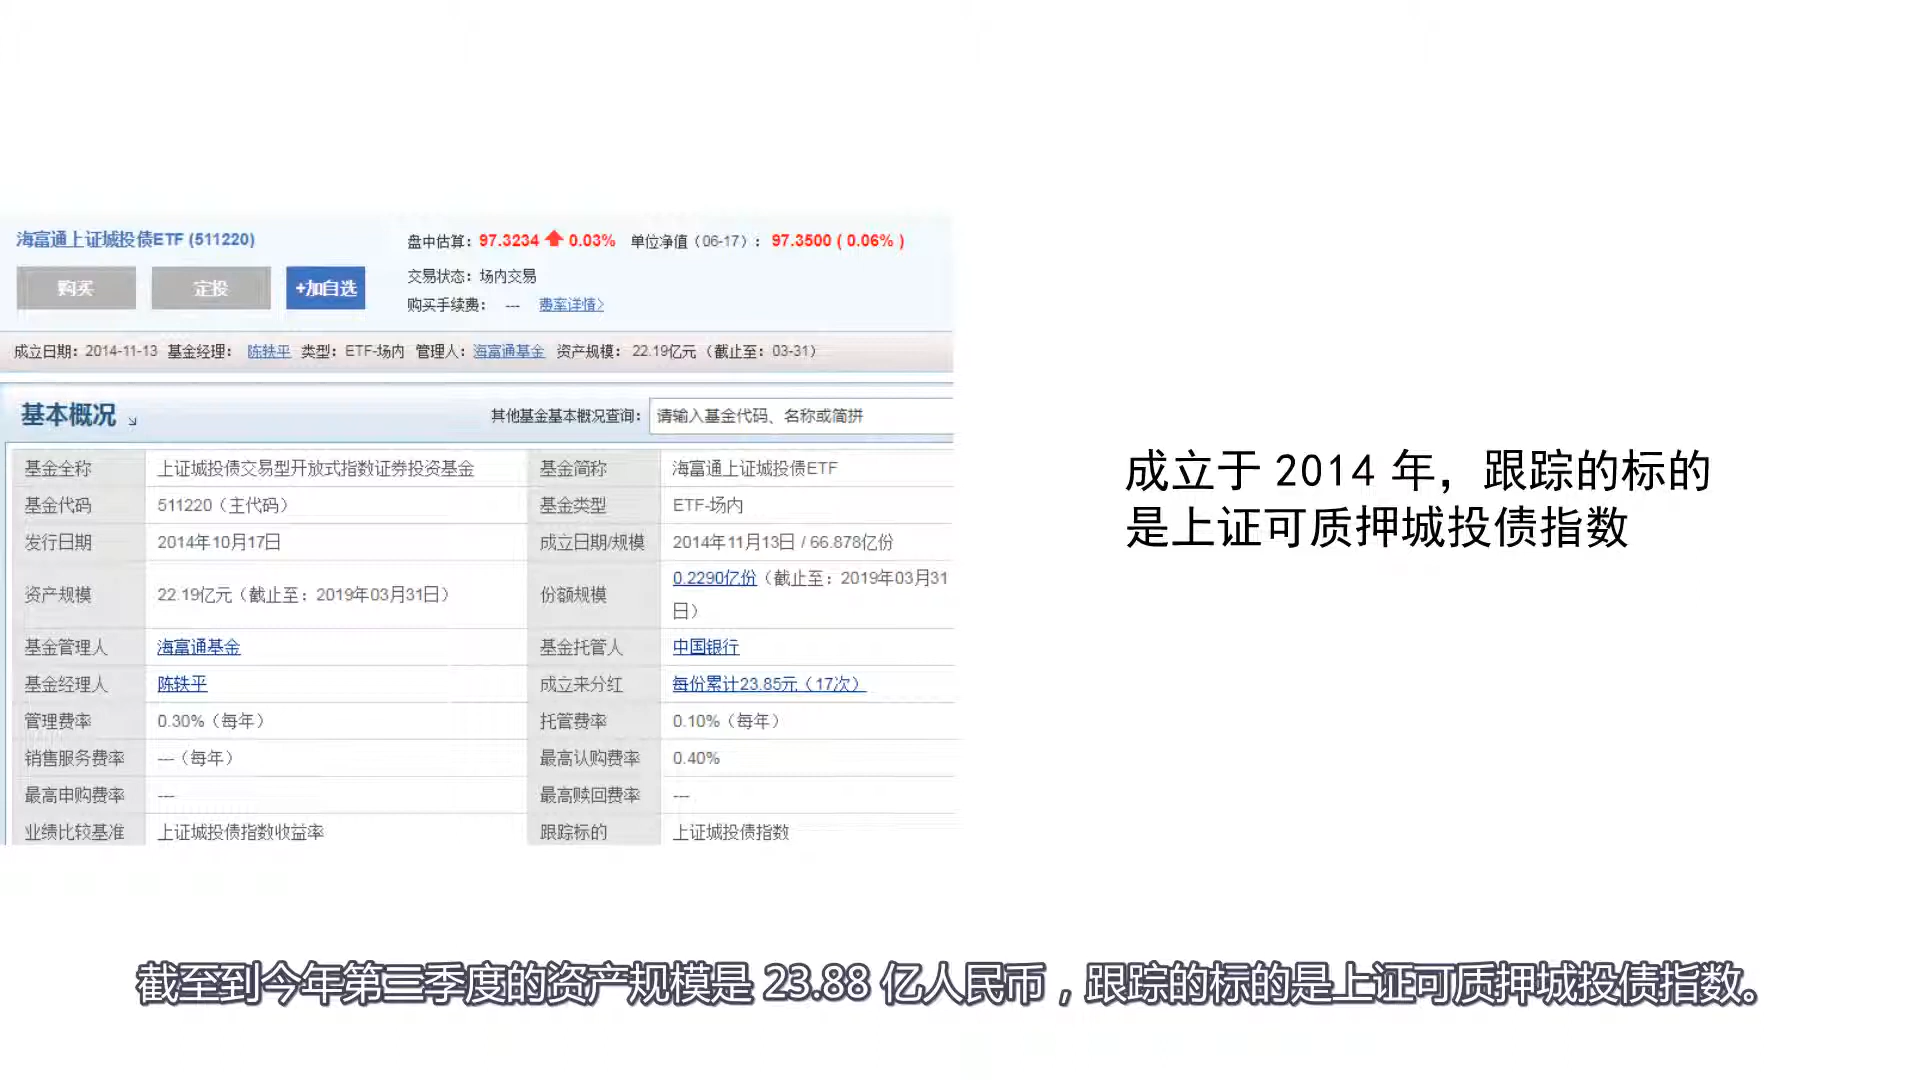 海富通上证城投债ETF (511220)
盘中估算：97.3234 0.03% 单位净值（06-17）：97.3500 ( 0.06% )
购买 定投 +加自选
交易状态：场内交易
购买手续费： --- 费率详情>
成立日期：2014-11-13 基金经理：陈轶平 类型：ETF-场内 管理人：海富通基金 资产规模：22.19亿元（截止至：03-31）
基本概况 其他基金基本概况查询：请输入基金代码、名称或简拼
基金全称 上证城投债交易型开放式指数证券投资基金 基金简称 海富通上证城投债ETF
基金代码 511220（主代码） 基金类型 ETF-场内
发行日期 2014年10月17日 成立日期/规模 2014年11月13日 / 66.878亿份
资产规模 22.19亿元（截止至：2019年03月31日） 份额规模 0.2290亿份（截止至：2019年03月31
日）
基金管理人 海富通基金 基金托管人 中国银行
基金经理人 陈轶平 成立来分红 每份累计23.85元（17次）
管理费率 0.30%（每年） 托管费率 0.10%（每年）
销售服务费率 ---（每年） 最高认购费率 0.40%
最高申购费率 --- 最高赎回费率 ---
业绩比较基准 上证城投债指数收益率 跟踪标的 上证城投债指数
成立于 2014 年，跟踪的标的
是上证可质押城投债指数
截至到今年第三季度的资产规模是 23.88 亿人民币，跟踪的标的是上证可质押城投债指数。